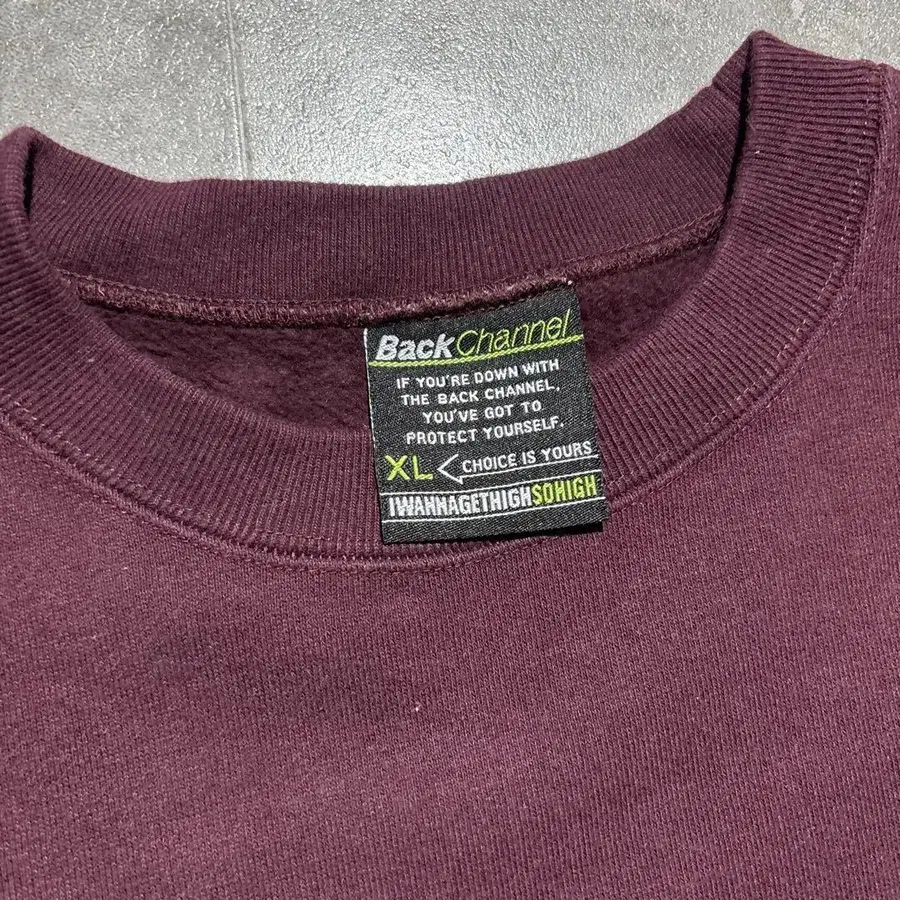 BackChannel
IF YOU'RE DOWN WITH
THE BACK CHANNEL,
YOU'VE GOT TO
PROTECT YOURSELF.
XL CHOICE IS YOURS
IWANNAGETHIGHSOHIGH